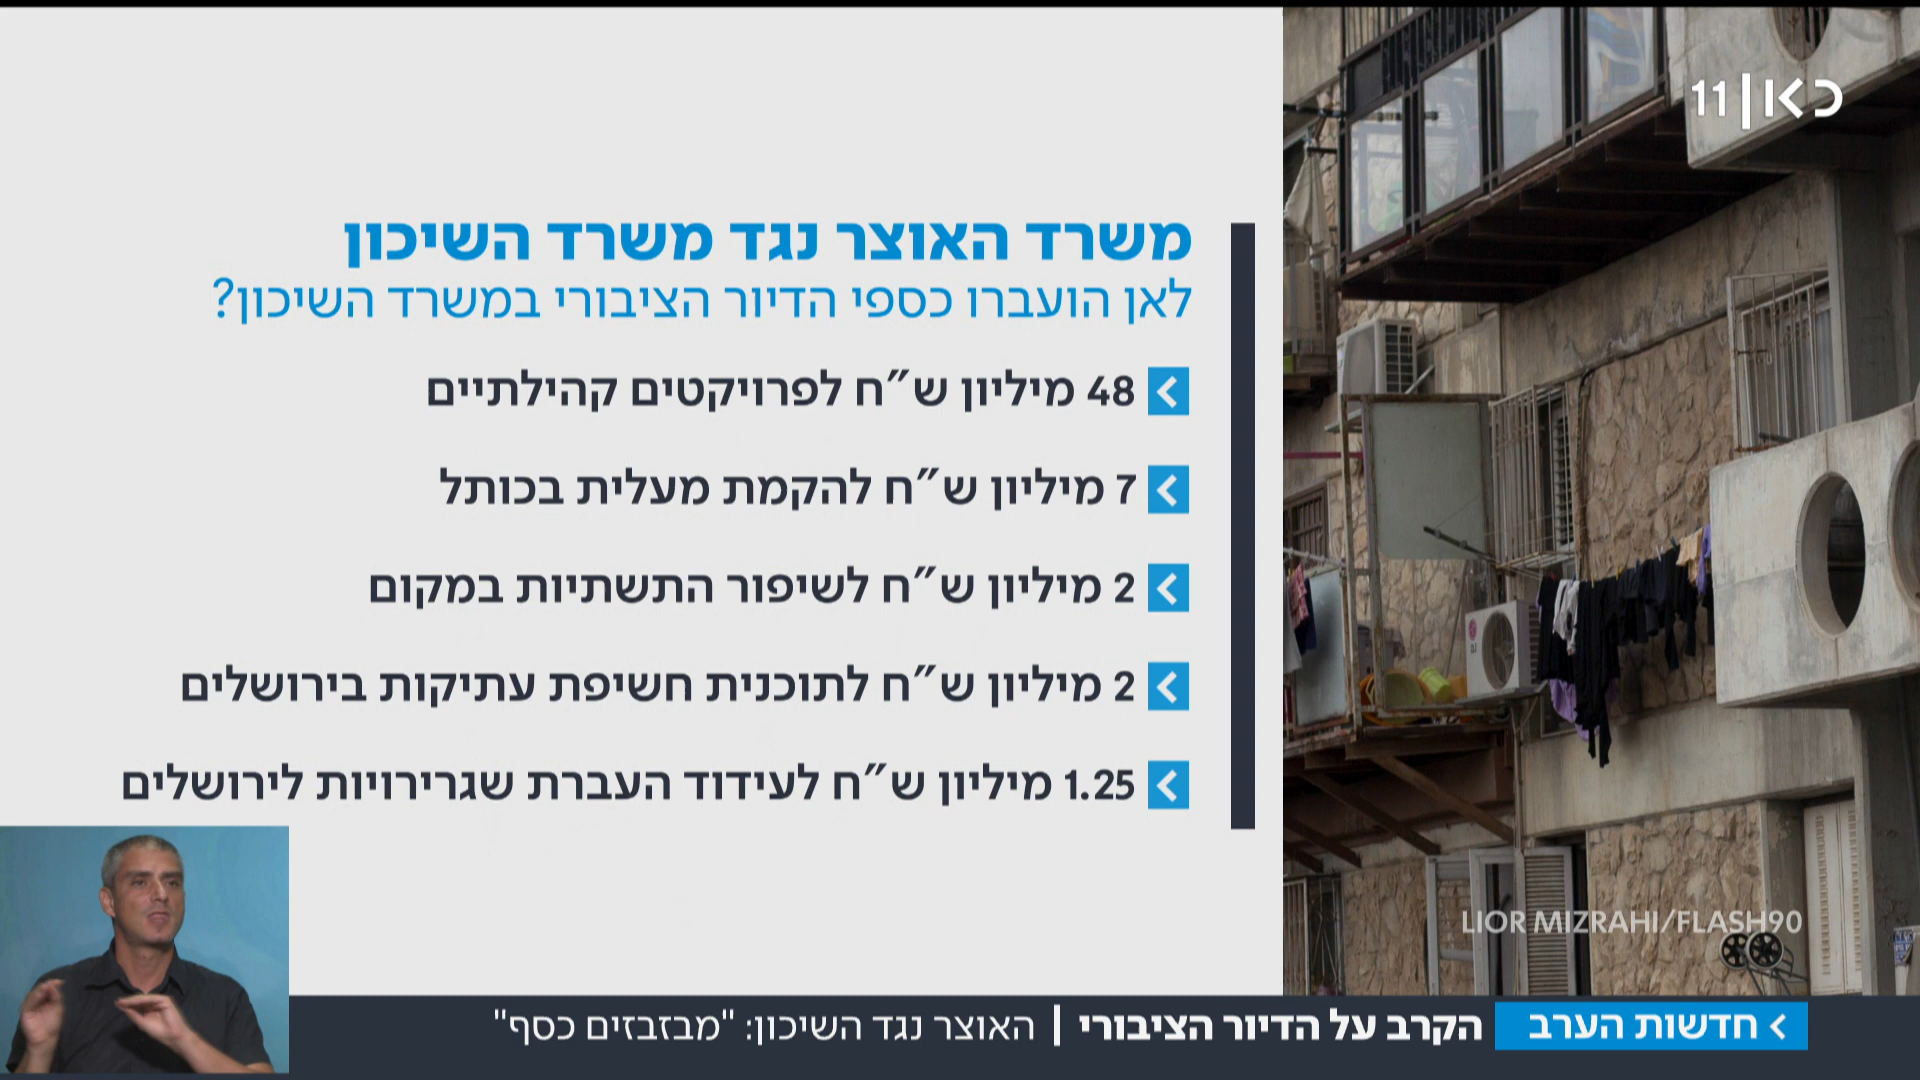 כאן 11
משרד האוצר נגד משרד השיכון
לאן הועברו כספי הדיור הציבורי במשרד השיכון?
48 מיליון ש״ח לפרויקטים קהילתיים
7 מיליון ש״ח להקמת מעלית בכותל
2 מיליון ש״ח לשיפור התשתיות במקום
2 מיליון ש״ח לתוכנית חשיפת עתיקות בירושלים
1.25 מיליון ש״ח לעידוד העברת שגרירויות לירושלים
LIOR MIZRAHI/FLASH90
חדשות הערב
הקרב על הדיור הציבורי | האוצר נגד השיכון: "מבזבזים כסף"